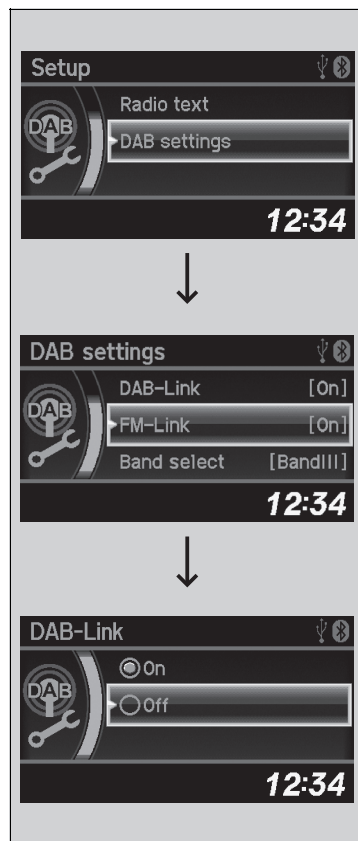 Setup
Radio text
DAB
DAB settings
12:34
DAB settings
DAB-Link [On]
DAB
FM-Link [On]
Band select [BandIII]
12:34
DAB-Link
On
DAB
Off
12:34